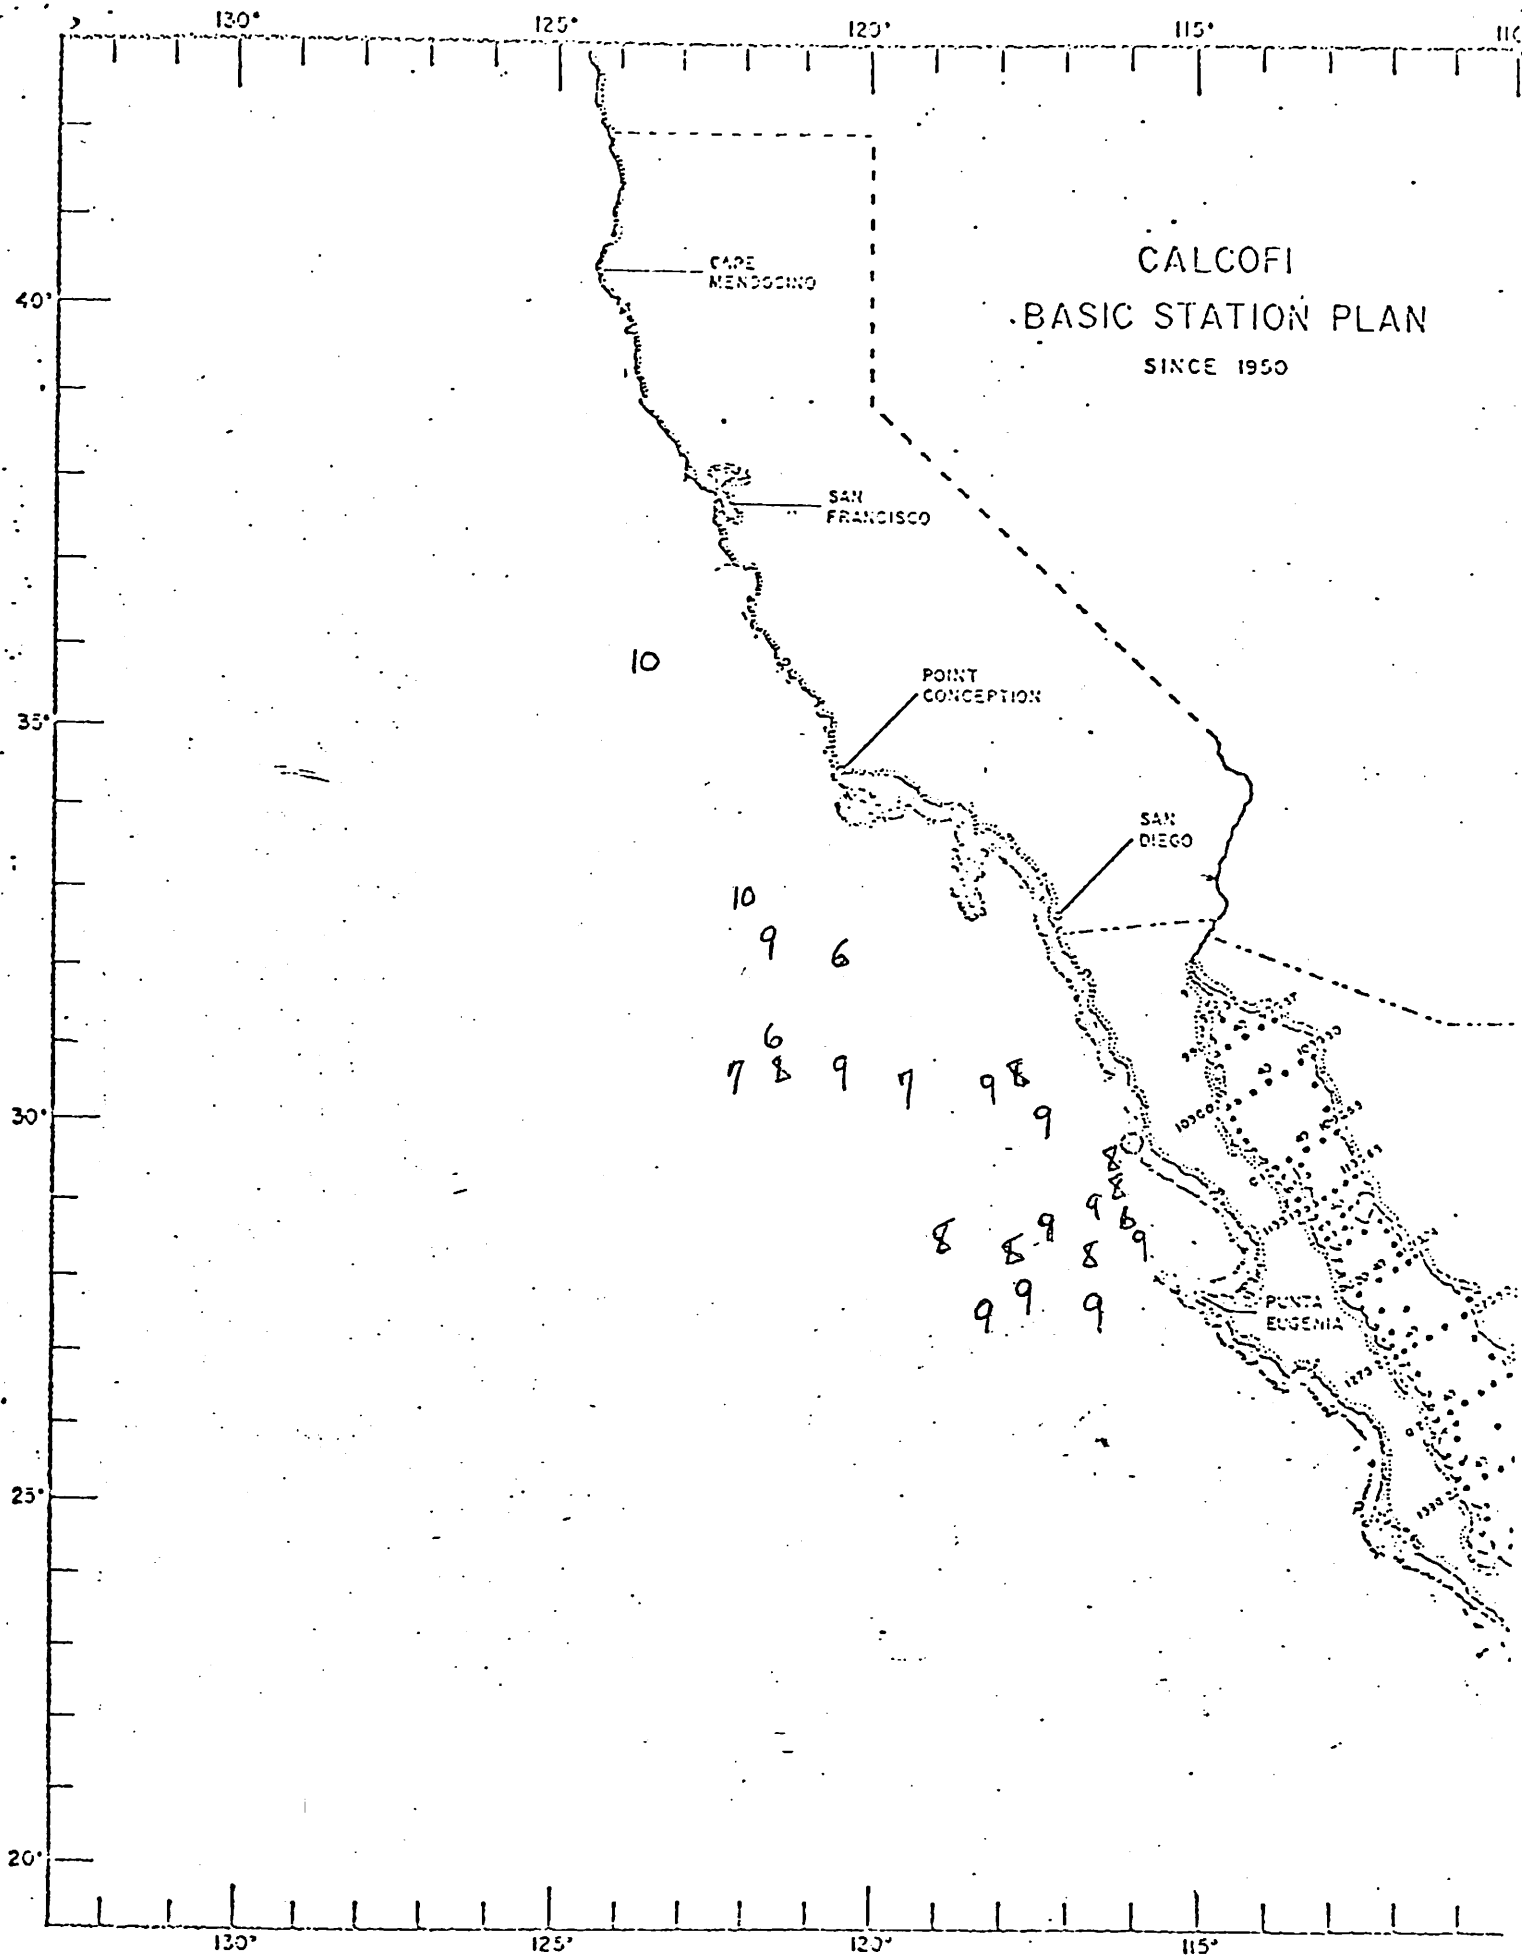 130° 125° 120° 115° 110
CALCOFI
BASIC STATION PLAN
SINCE 1950
CAPE
MENDOCINO
40°
SAN
FRANCISCO
10
POINT
CONCEPTION
35°
SAN
DIEGO
10
9 6
6
7 8 9 7 9 8
30°
9
8
8
9 6
8 9 9
8 8
9 9 9
PUNTA
EUGENIA
25°
20°
130° 125° 120° 115°